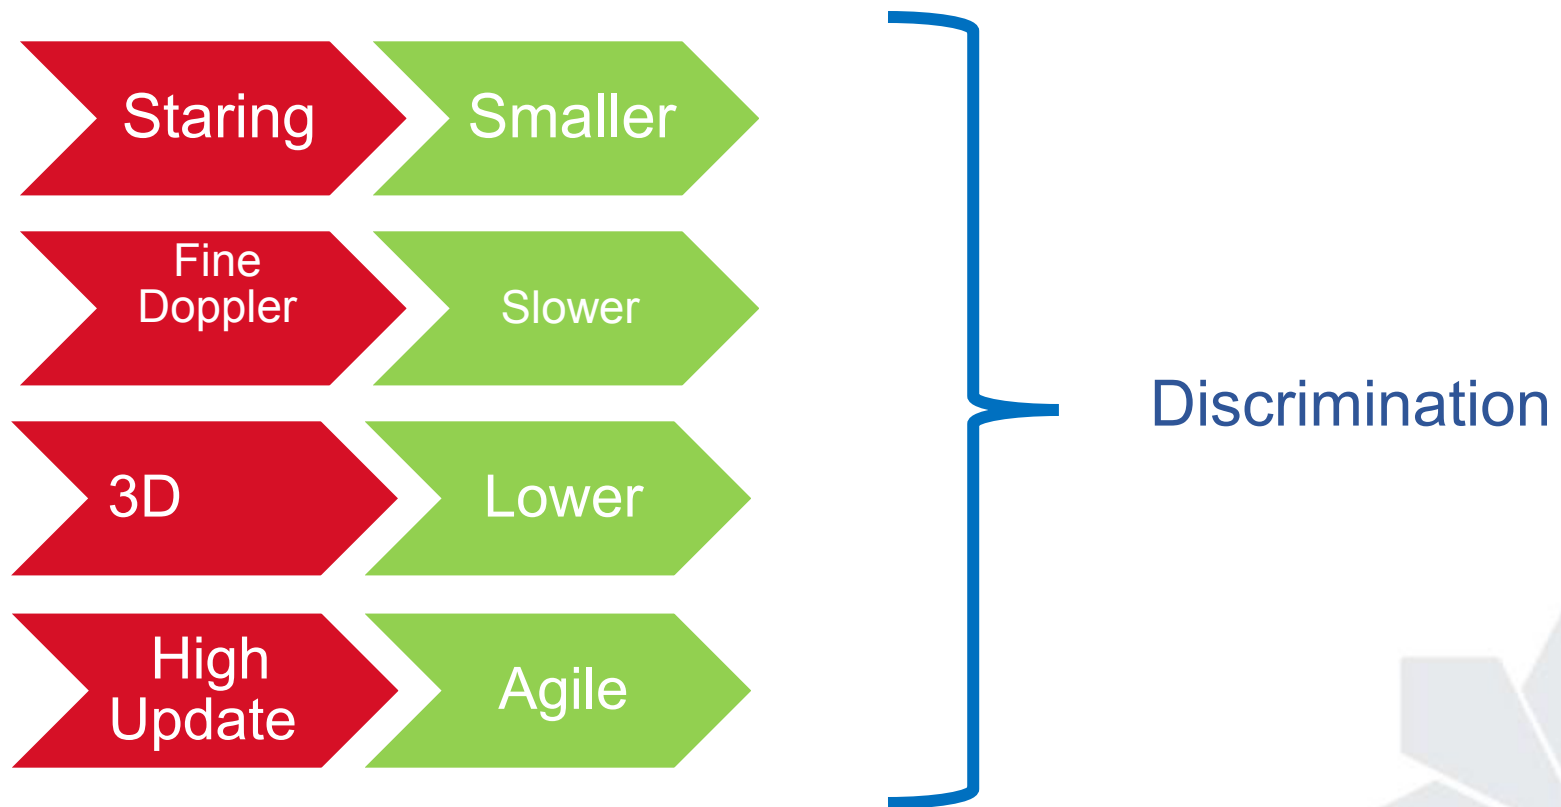 Staring
Smaller
Fine
Doppler
Slower
3D
Lower
High
Update
Agile
Discrimination